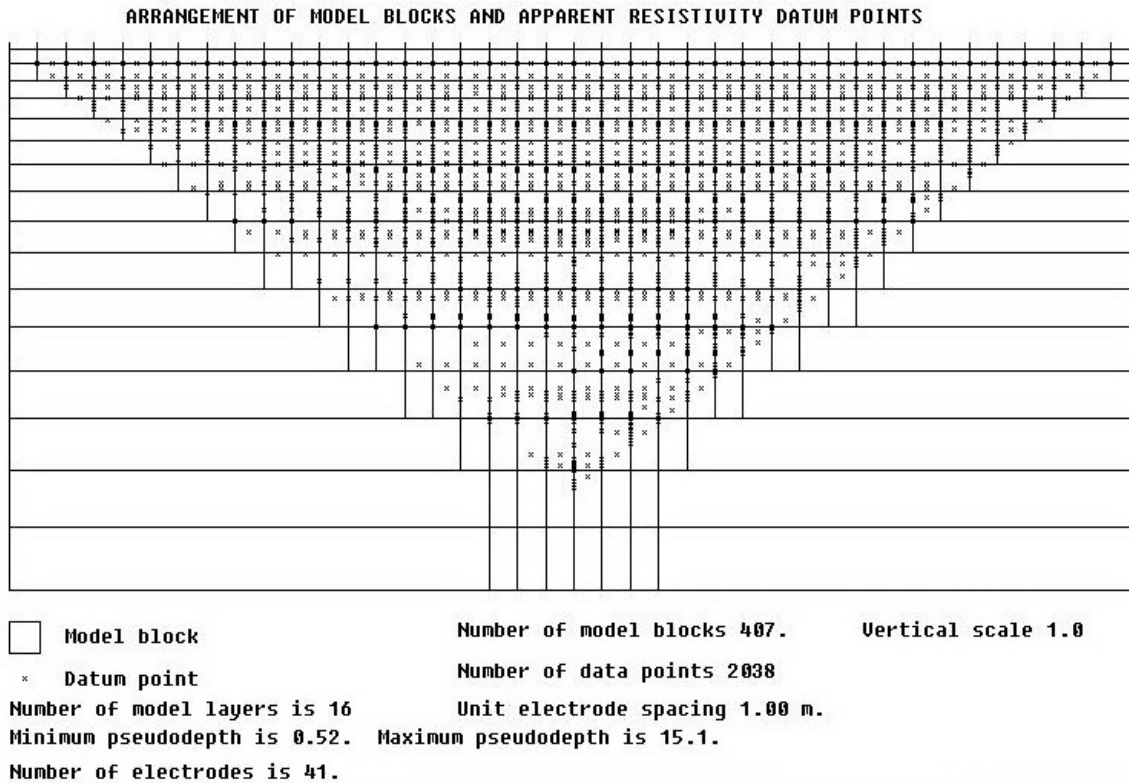 ARRANGEMENT OF MODEL BLOCKS AND APPARENT RESISTIVITY DATUM POINTS
Model block
Number of model blocks 407.
Vertical scale 1.0
Datum point
Number of data points 2038
Number of model layers is 16
Unit electrode spacing 1.00 m.
Minimum pseudodepth is 0.52. Maximum pseudodepth is 15.1.
Number of electrodes is 41.